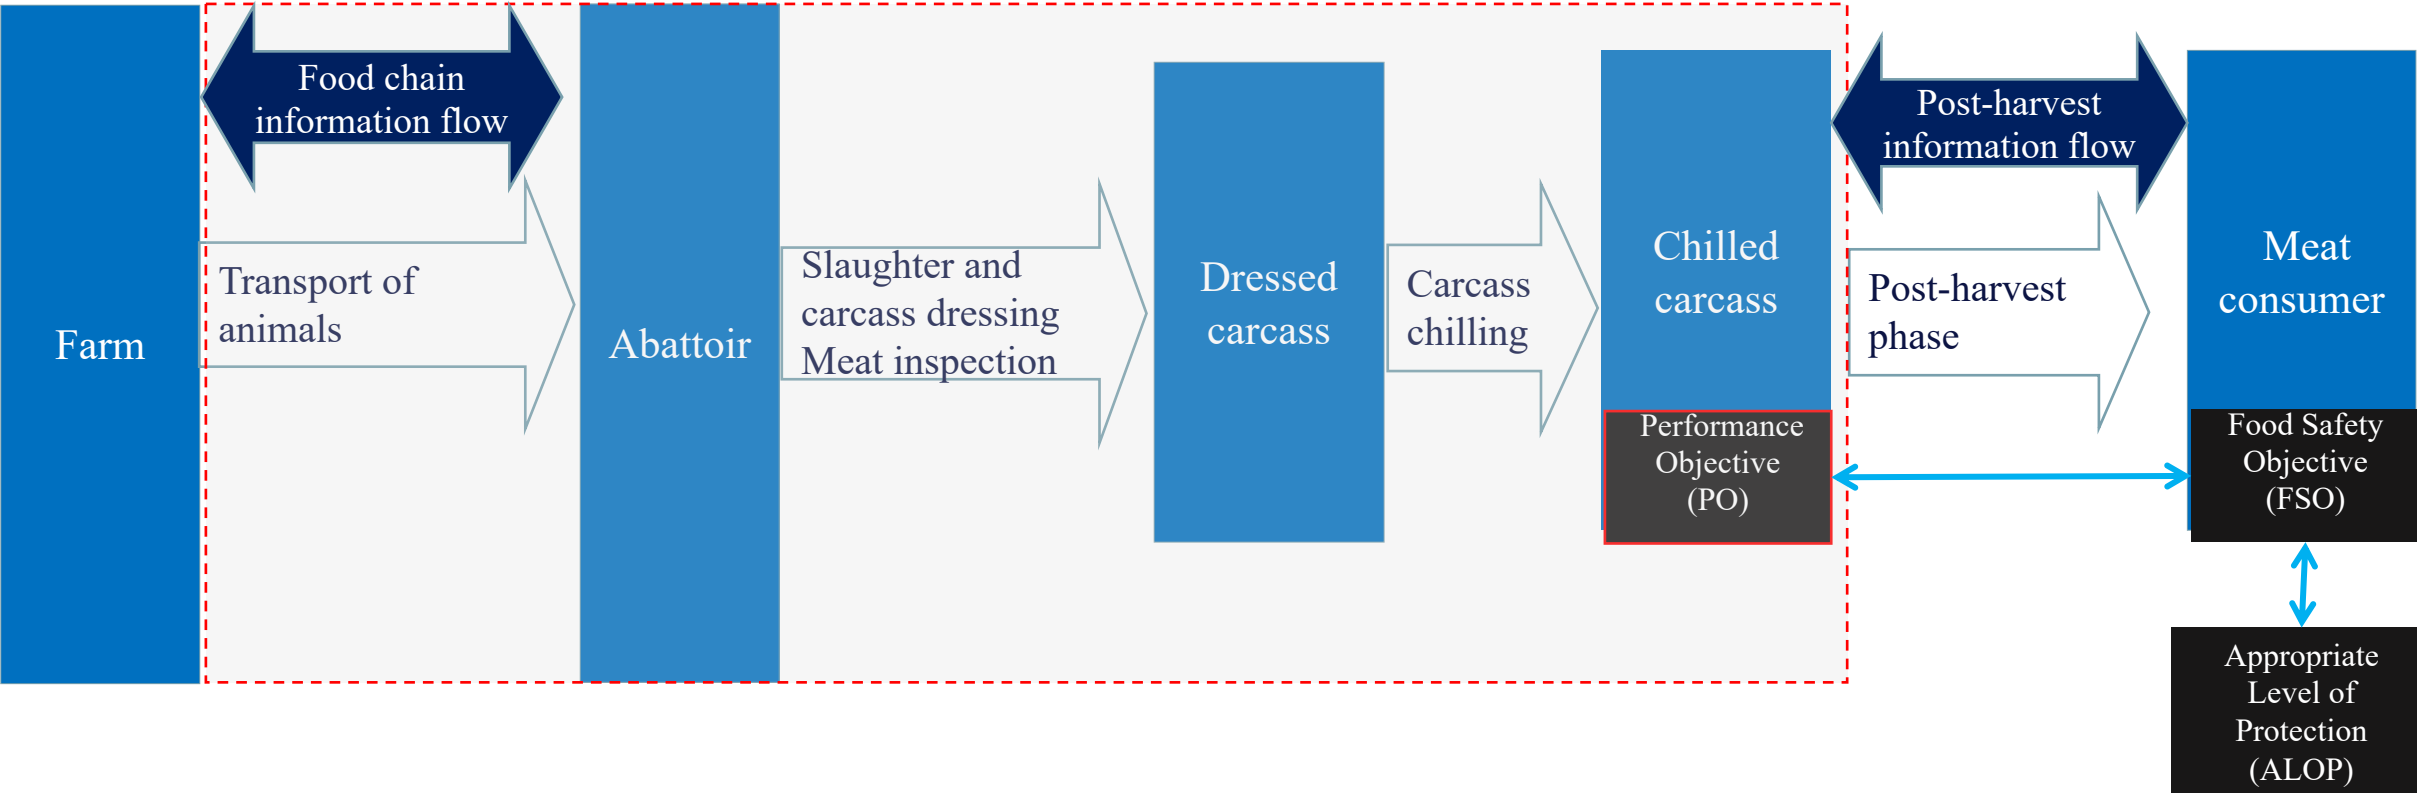 Farm
Food chain
information flow
Transport of
animals
Abattoir
Slaughter and
carcass dressing
Meat inspection
Dressed
carcass
Carcass
chilling
Chilled
carcass
Performance
Objective
(PO)
Post-harvest
information flow
Post-harvest
phase
Meat
consumer
Food Safety
Objective
(FSO)
Appropriate
Level of
Protection
(ALOP)